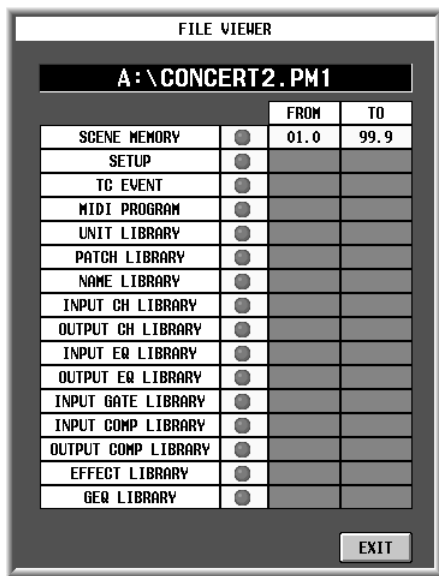 FILE VIEWER
A:\CONCERT2.PM1
FROM TO
SCENE MEMORY 01.0 99.9
SETUP
TC EVENT
MIDI PROGRAM
UNIT LIBRARY
PATCH LIBRARY
NAME LIBRARY
INPUT CH LIBRARY
OUTPUT CH LIBRARY
INPUT EQ LIBRARY
OUTPUT EQ LIBRARY
INPUT GATE LIBRARY
INPUT COMP LIBRARY
OUTPUT COMP LIBRARY
EFFECT LIBRARY
GEQ LIBRARY
EXIT